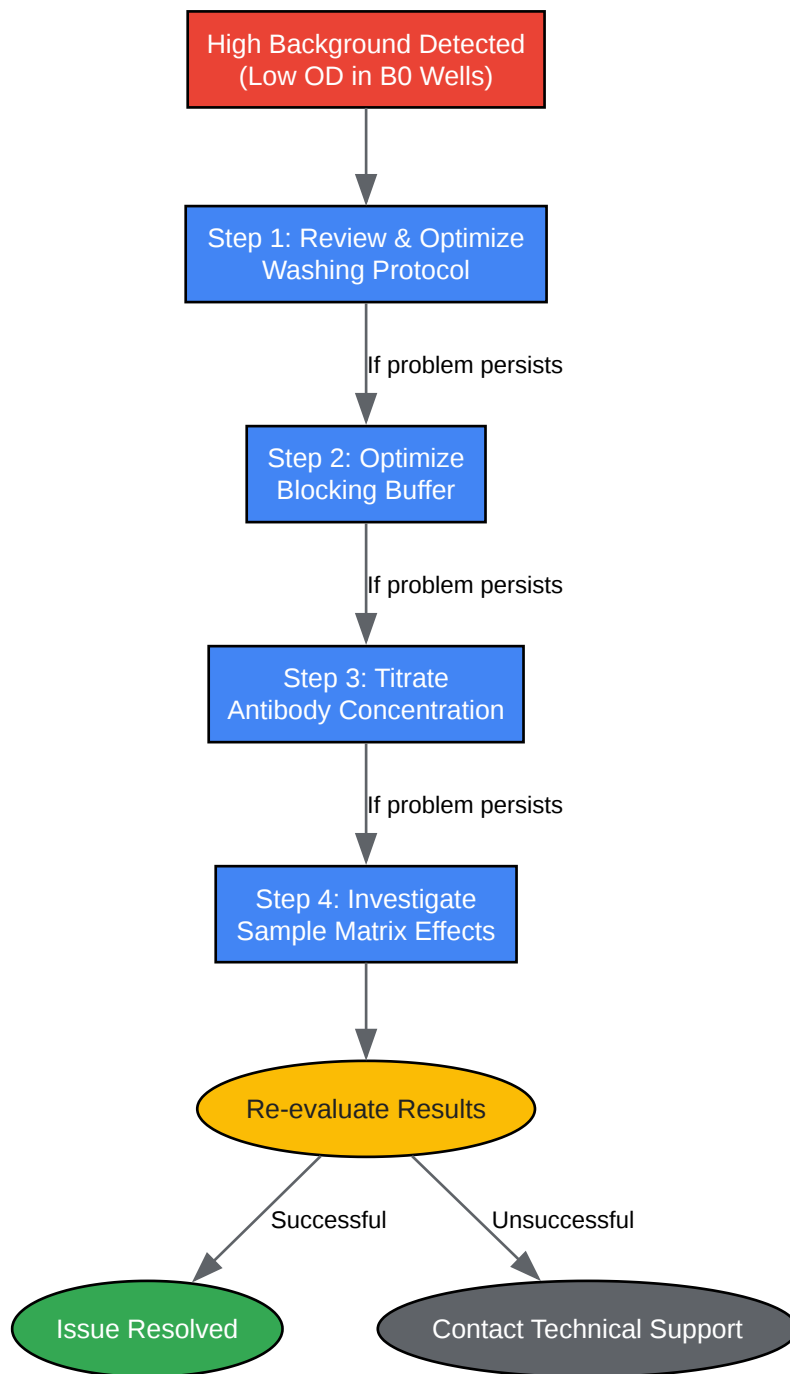 High Background Detected
(Low OD in B0 Wells)
Step 1: Review & Optimize
Washing Protocol
If problem persists
Step 2: Optimize
Blocking Buffer
If problem persists
Step 3: Titrate
Antibody Concentration
If problem persists
Step 4: Investigate
Sample Matrix Effects
Re-evaluate Results
Successful
Unsuccessful
Issue Resolved
Contact Technical Support